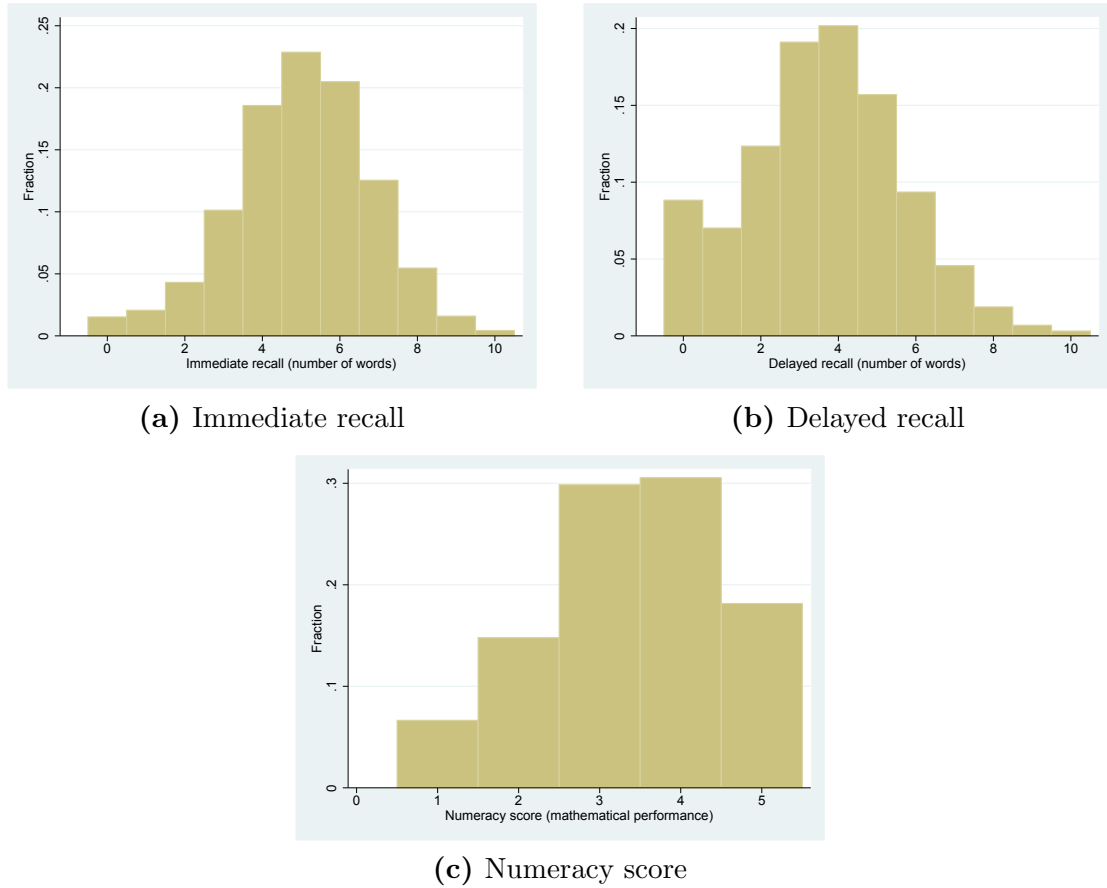 Fraction
.25
.2
.15
.1
.05
0
0 2 4 6 8 10
Immediate recall (number of words)
(a) Immediate recall
Fraction
.2
.15
.1
.05
0
0 2 4 6 8 10
Delayed recall (number of words)
(b) Delayed recall
Fraction
.3
.2
.1
0
0 1 2 3 4 5
Numeracy score (mathematical performance)
(c) Numeracy score